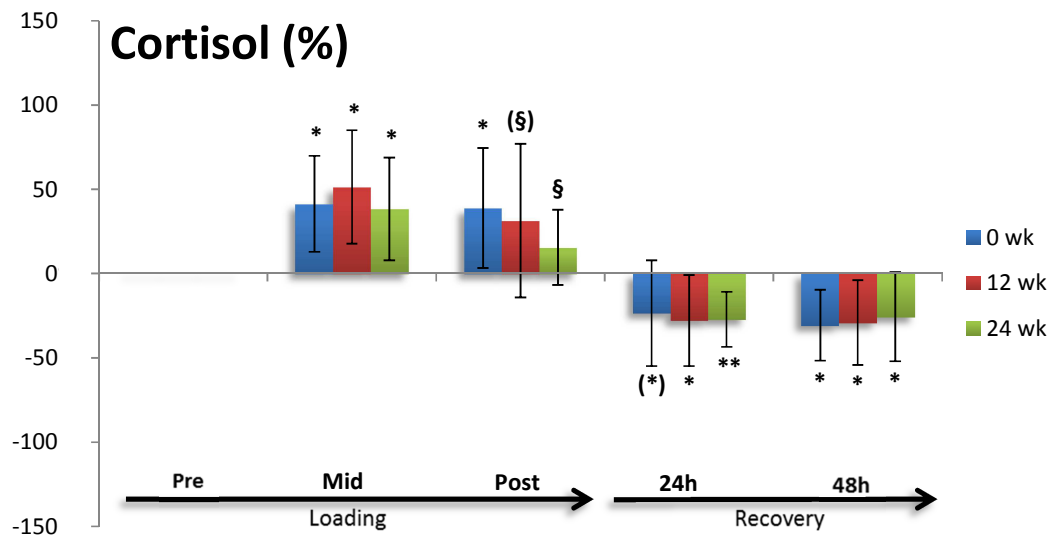 150
Cortisol (%)
100
50
0
-50
-100
-150
* * *
* (§) §
(*) * **
* * *
Pre Mid Post 24h 48h
Loading Recovery
0 wk
12 wk
24 wk